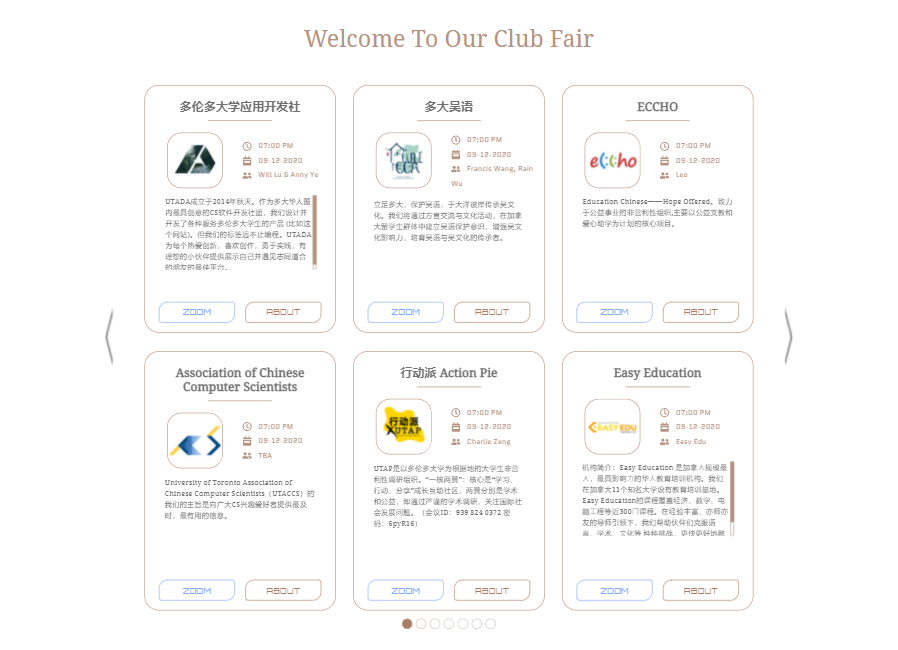 Welcome To Our Club Fair
多伦多大学应用开发社
07:00 PM
09-12-2020
Will Lu & Anny Ye
UTADA成立于2014年秋天。作为多大华人圈
内最具创意的CS软件开发社团，我们设计并
开发了各种服务多伦多大学生的产品 (比如这
个网站)。但我们的标签远不止编程。UTADA
为每个热爱创新，喜欢创作，勇于实践，有
理想的小伙伴提供展示自己并遇见志同道合
的朋友的最佳平台。
ZOOM
ABOUT
多大吴语
WU
ECA
07:00 PM
09-12-2020
Francis Wang, Rain
Wu
立足多大，保护吴语，于大洋彼岸传承吴文
化。我们将通过方言交流与文化活动，在加拿
大留学生群体中建立吴语保护意识，增强吴文
化影响力，培育吴语与吴文化的传承者。
ZOOM
ABOUT
ECCHO
eccho
07:00 PM
09-12-2020
Leo
Education Chinese——Hope Offered。致力
于公益事业的非营利性组织,主要以公益支教和
爱心助学为计划的核心项目。
ZOOM
ABOUT
Association of Chinese
Computer Scientists
07:00 PM
09-12-2020
TBA
University of Toronto Association of
Chinese Computer Scientists（UTACCS）的
我们的主旨是向广大CS兴趣爱好者提供最及
时，最有用的信息。
ZOOM
ABOUT
行动派 Action Pie
行动派
UTAP
07:00 PM
09-12-2020
Charlie Zeng
UTAP是以多伦多大学为根据地的大学生非营
利性调研组织。“一核两翼”：核心是“学习、
行动、分享”成长互助社区，两翼分别是学术
和公益，即通过严谨的学术调研，关注国际社
会发展问题。（会议ID：939 824 0372 密
码：6pyR16）
ZOOM
ABOUT
Easy Education
EASY EDU
07:00 PM
09-12-2020
Easy Edu
机构简介：Easy Education 是加拿大规模最
大，最具影响力的华人教育培训机构。我们
在加拿大11个知名大学设有教育培训基地。
Easy Education的课程覆盖经济、数学、电
脑工程等近300门课程。在经验丰富、亦师亦
友的导师引领下，我们帮助伙伴们克服语
言、学术、文化等种种挑战，更快更好地融
ZOOM
ABOUT